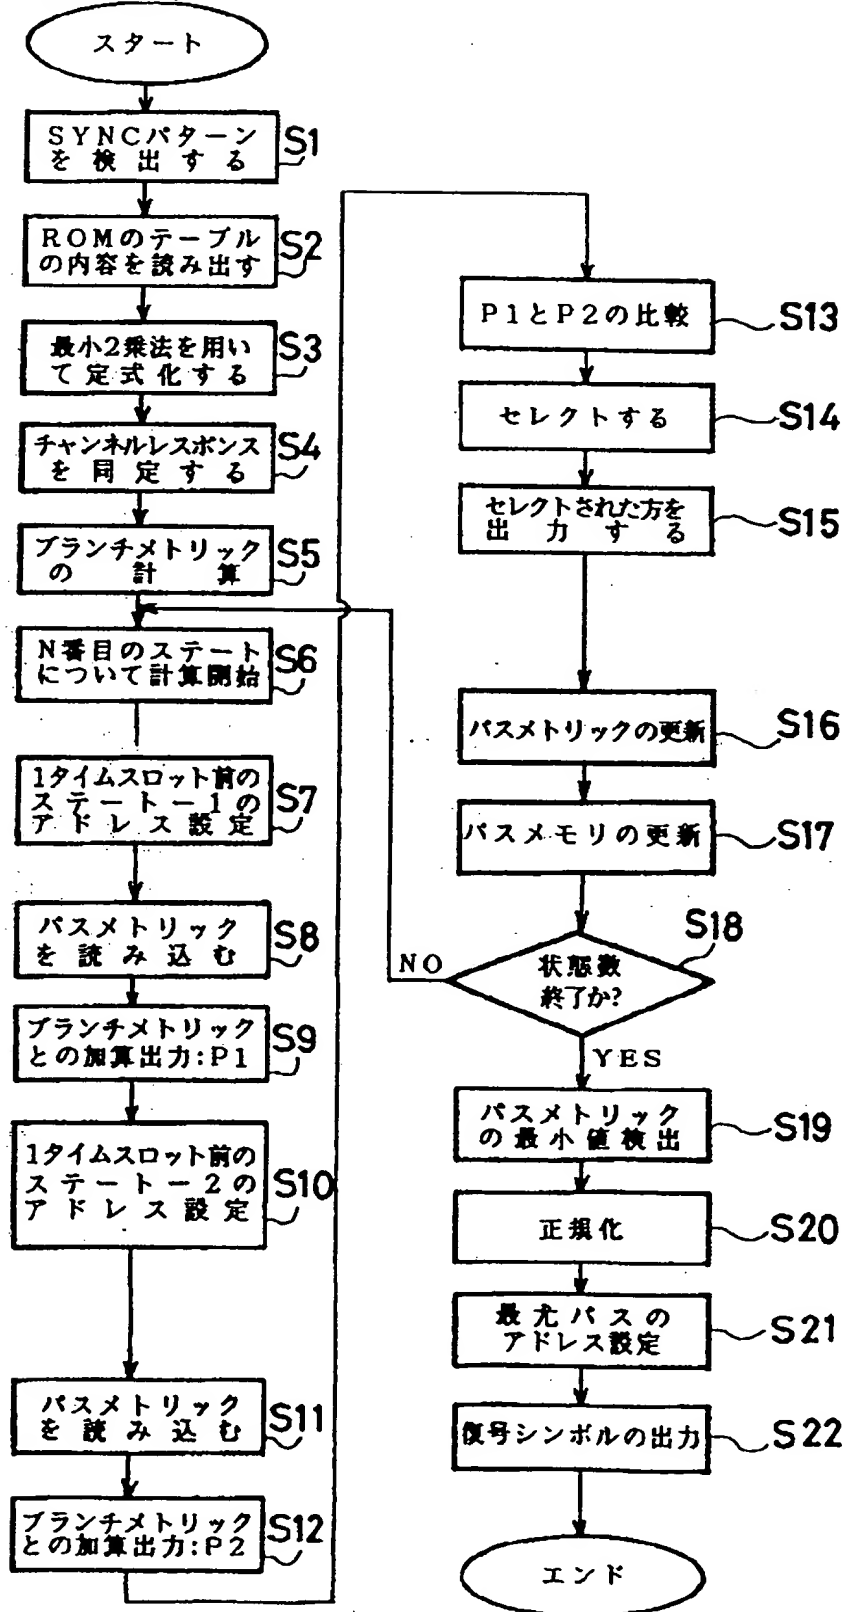 スタート
SYNCパターン
を検出する
S1
ROMのテーブル
の内容を読み出す
S2
最小2乗法を用い
て定式化する
S3
チャンネルレスポンス
を同定する
S4
ブランチメトリック
の計算
S5
N番目のステート
について計算開始
S6
1タイムスロット前の
ステートー1の
アドレス設定
S7
パスメトリック
を読み込む
S8
ブランチメトリック
との加算出力:P1
S9
1タイムスロット前の
ステートー2の
アドレス設定
S10
パスメトリック
を読み込む
S11
ブランチメトリック
との加算出力:P2
S12
P1とP2の比較
S13
セレクトする
S14
セレクトされた方を
出力する
S15
パスメトリックの更新
S16
パスメモリの更新
S17
状態数
終了か?
S18
NO
YES
パスメトリック
の最小値検出
S19
正規化
S20
最尤パスの
アドレス設定
S21
復号シンボルの出力
S22
エンド